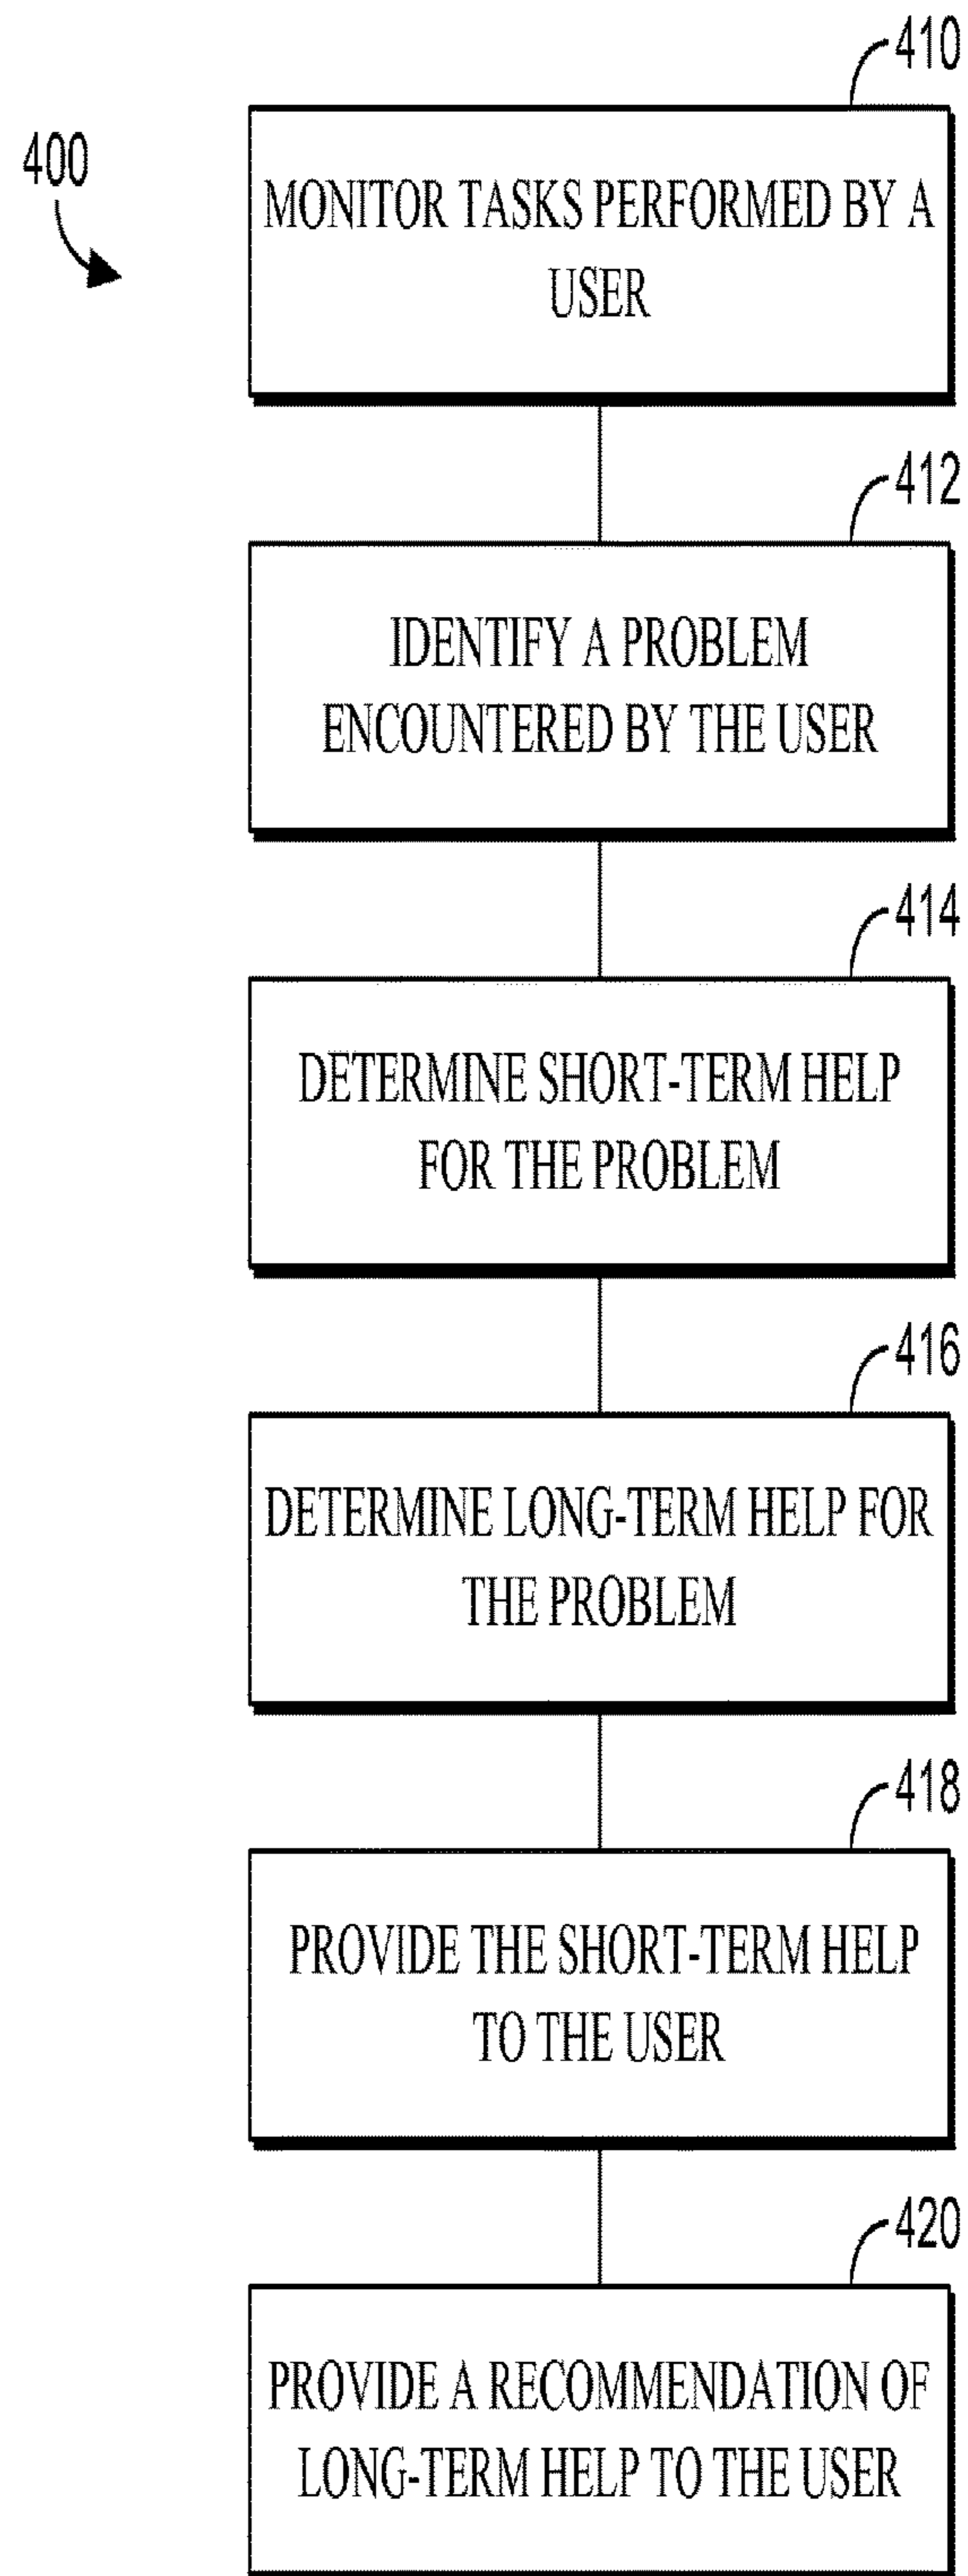 410
400
MONITOR TASKS PERFORMED BY A
USER
412
IDENTIFY A PROBLEM
ENCOUNTERED BY THE USER
414
DETERMINE SHORT-TERM HELP
FOR THE PROBLEM
416
DETERMINE LONG-TERM HELP FOR
THE PROBLEM
418
PROVIDE THE SHORT-TERM HELP
TO THE USER
420
PROVIDE A RECOMMENDATION OF
LONG-TERM HELP TO THE USER